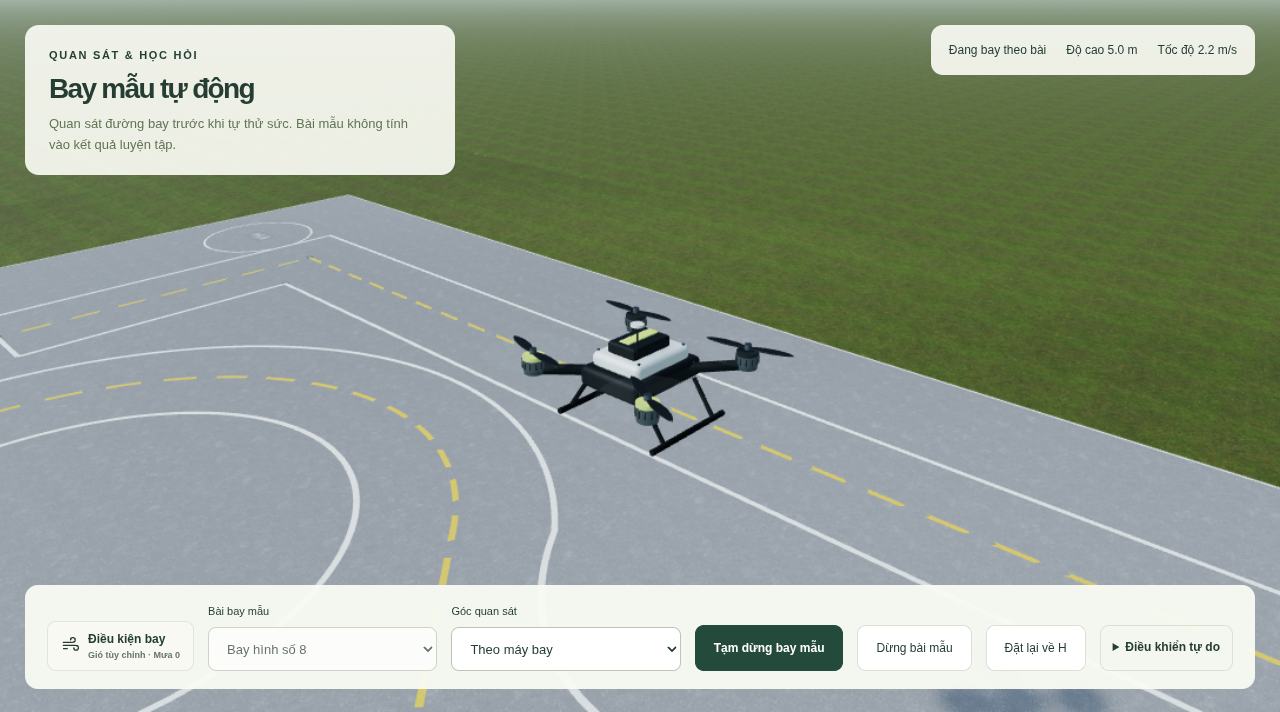 QUAN SÁT & HỌC HỎI
Bay mẫu tự động
Quan sát đường bay trước khi tự thử sức. Bài mẫu không tính
vào kết quả luyện tập.
Đang bay theo bài Độ cao 5.0 m Tốc độ 2.2 m/s
Điều kiện bay
Gió tùy chỉnh · Mưa 0
Bài bay mẫu
Bay hình số 8
Góc quan sát
Theo máy bay
Tạm dừng bay mẫu
Dừng bài mẫu
Đặt lại về H
Điều khiển tự do